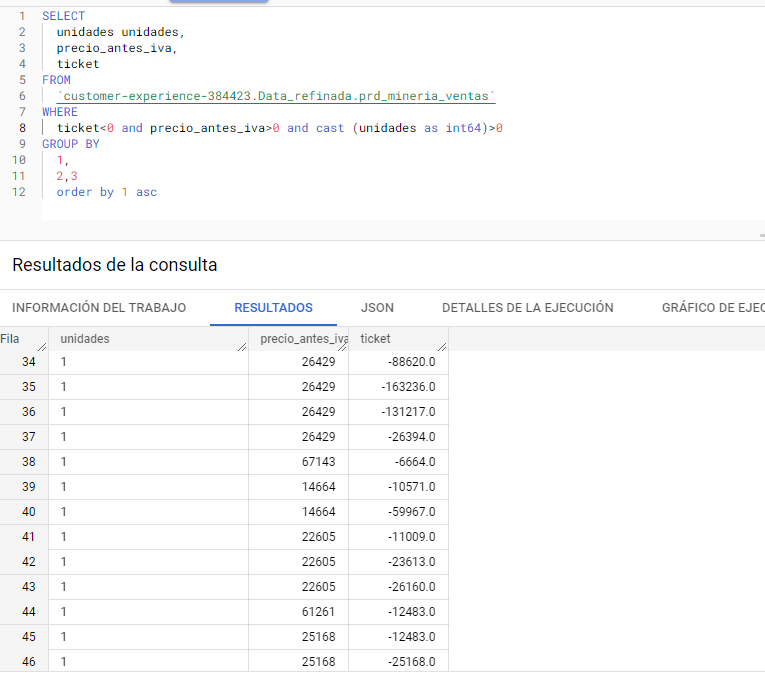 1 SELECT
2 unidades unidades,
3 precio_antes_iva,
4 ticket
5 FROM
6 `customer-experience-384423.Data_refinada.prd_mineria_ventas`
7 WHERE
8 ticket<0 and precio_antes_iva>0 and cast (unidades as int64)>0
9 GROUP BY
10 1,
11 2,3
12 order by 1 asc
Resultados de la consulta
INFORMACIÓN DEL TRABAJO RESULTADOS JSON DETALLES DE LA EJECUCIÓN GRÁFICO DE EJEC
Fila unidades precio_antes_iva ticket
34 1 26429 -88620.0
35 1 26429 -163236.0
36 1 26429 -131217.0
37 1 26429 -26394.0
38 1 67143 -6664.0
39 1 14664 -10571.0
40 1 14664 -59967.0
41 1 22605 -11009.0
42 1 22605 -23613.0
43 1 22605 -26160.0
44 1 61261 -12483.0
45 1 25168 -12483.0
46 1 25168 -25168.0